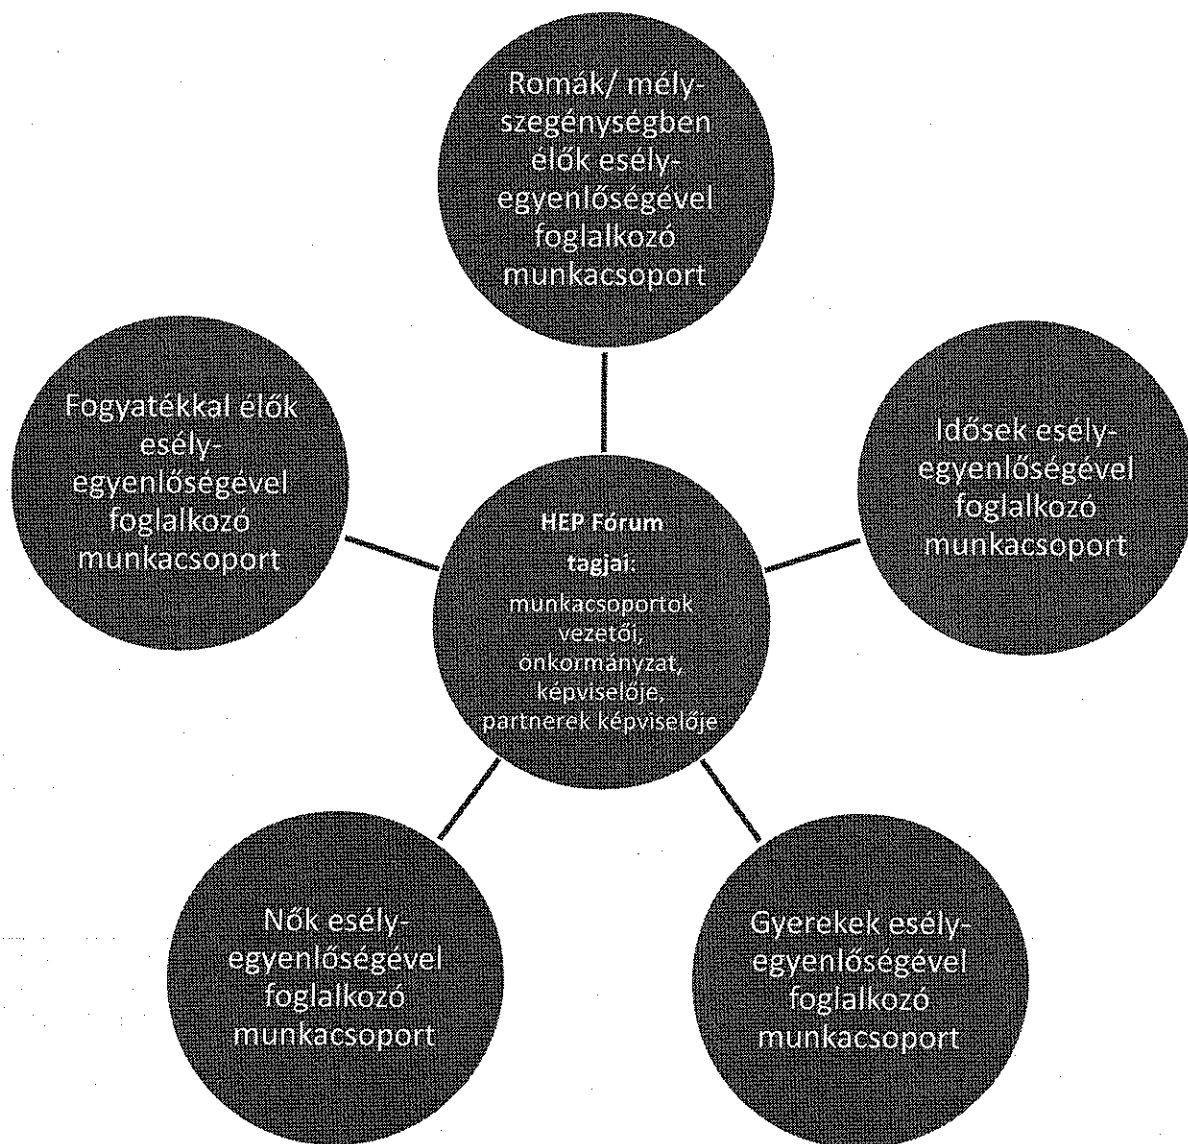 Romák/ mély-
szegénységben
élők esély-
egyenlőségével
foglalkozó
munkacsoport
Fogyatékkal élők
esély-
egyenlőségével
foglalkozó
munkacsoport
Idősek esély-
egyenlőségével
foglalkozó
munkacsoport
HEP Fórum
tagjai:
munkacsoportok
vezetői,
önkormányzat,
képviselője,
partnerek képviselője
Nők esély-
egyenlőségével
foglalkozó
munkacsoport
Gyerekek esély-
egyenlőségével
foglalkozó
munkacsoport